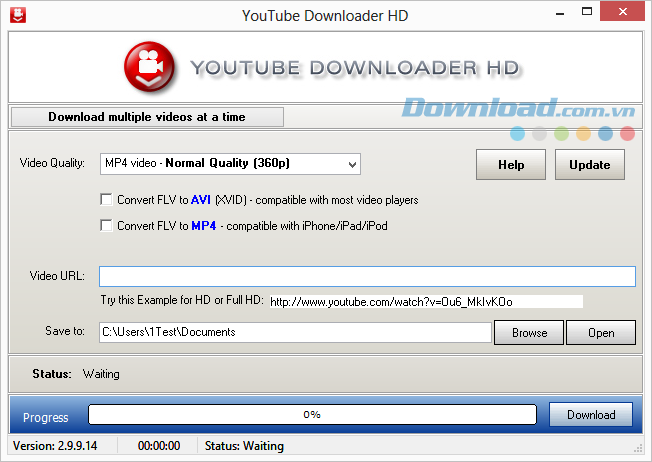 YouTube Downloader HD
YOUTUBE DOWNLOADER HD
Download multiple videos at a time
Download.com.vn
Video Quality: MP4 video - Normal Quality (360p) Help Update
Convert FLV to AVI (XVID) - compatible with most video players
Convert FLV to MP4 - compatible with iPhone/iPad/iPod
Video URL:
Try this Example for HD or Full HD: http://www.youtube.com/watch?v=Ou6_MkIvKOo
Save to: C:\Users\1Test\Documents Browse Open
Status: Waiting
Progress 0% Download
Version: 2.9.9.14 00:00:00 Status: Waiting